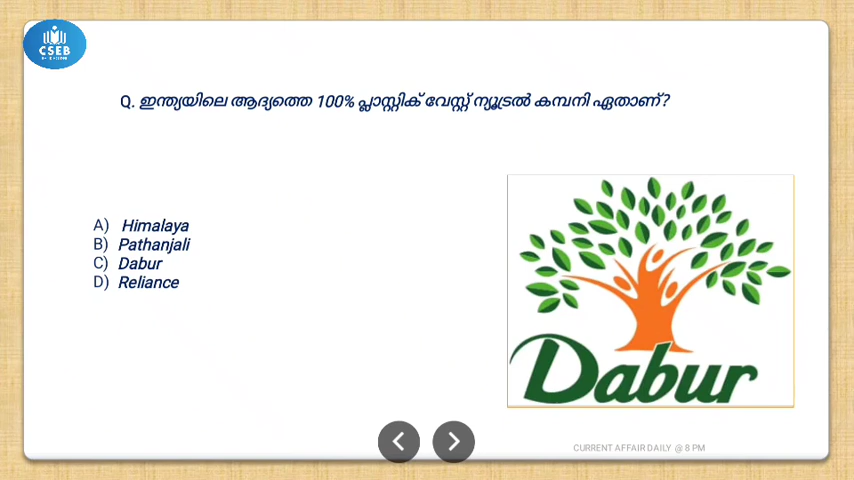 CSEB
Q. ഇന്ത്യയിലെ ആദ്യത്തെ 100% പ്ലാസ്റ്റിക് വേസ്റ്റ് ന്യൂട്രൽ കമ്പനി ഏതാണ്?
A) Himalaya
B) Pathanjali
C) Dabur
D) Reliance
Dabur
CURRENT AFFAIR DAILY @ 8 PM